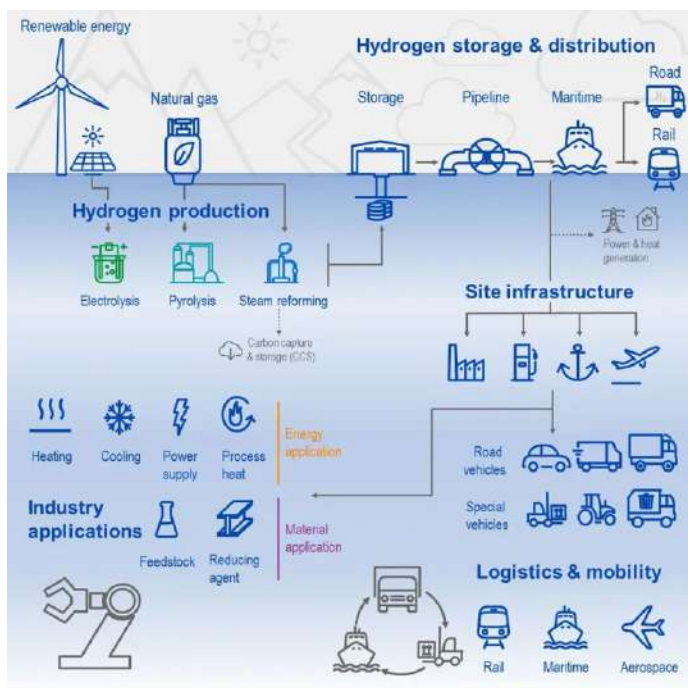 Renewable energy
Natural gas
Hydrogen storage & distribution
Storage
Pipeline
Maritime
Road
Rail
Hydrogen production
Electrolysis
Pyrolysis
Steam reforming
Carbon capture
& storage (CCS)
Power & heat
generation
Site infrastructure
Heating
Cooling
Power
supply
Process
heat
Energy
application
Industry
applications
Feedstock
Reducing
agent
Material
application
Road
vehicles
Special
vehicles
Logistics & mobility
Rail
Maritime
Aerospace